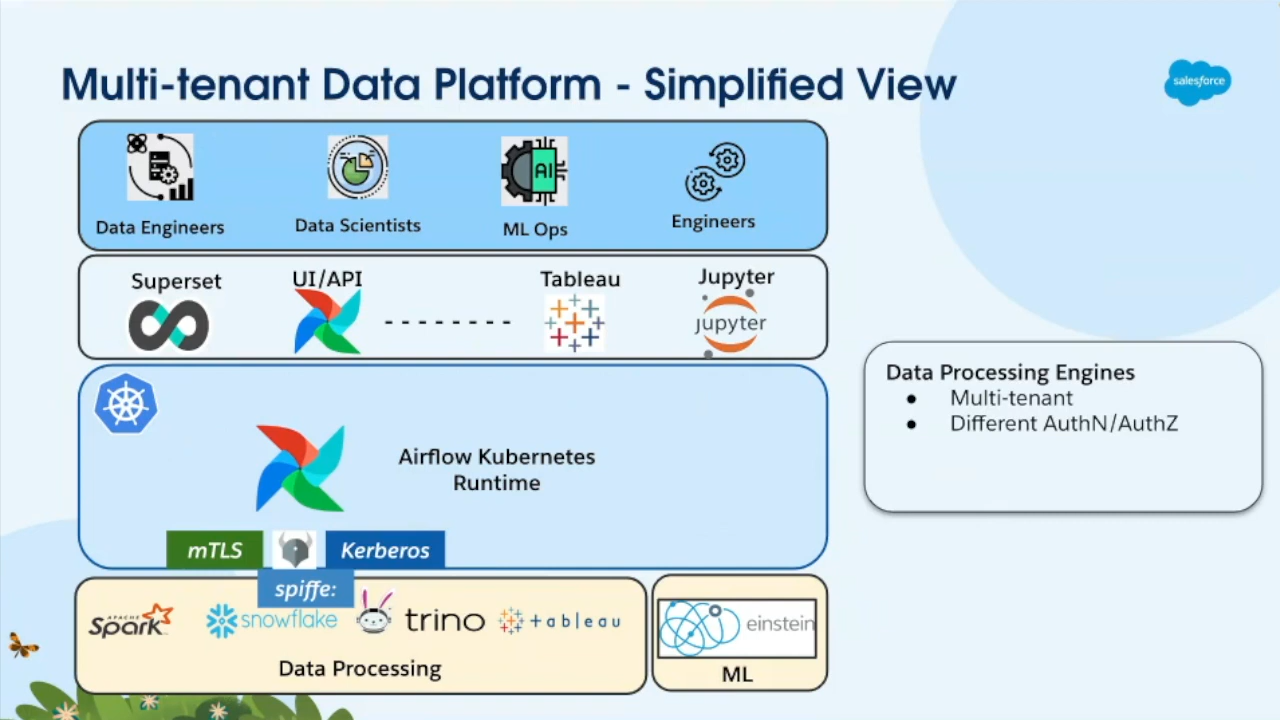 Multi-tenant Data Platform - Simplified View
salesforce
Data Engineers
Data Scientists
AI
ML Ops
Engineers
Superset
UI/API
Tableau
Jupyter
jupyter
Airflow Kubernetes
Runtime
Data Processing Engines
● Multi-tenant
● Different AuthN/AuthZ
mTLS
Kerberos
spiffe:
APACHE
Spark
snowflake
trino
+ableau
einstein
Data Processing
ML